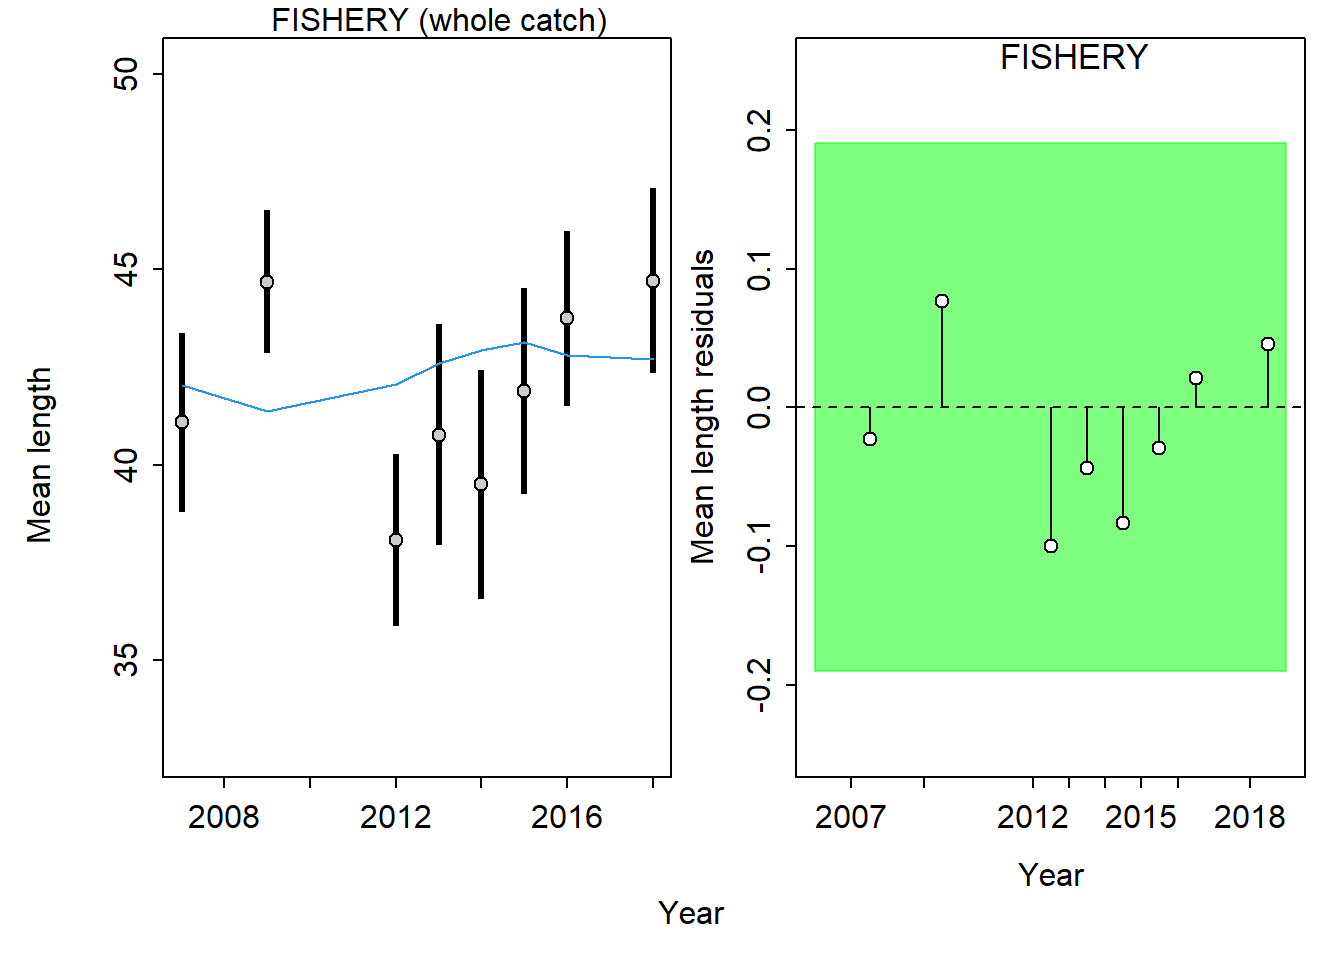 FISHERY (whole catch)
Mean length
50
45
40
35
2008 2012 2016
FISHERY
Mean length residuals
0.2
0.1
0.0
-0.1
-0.2
2007 2012 2015 2018
Year
Year